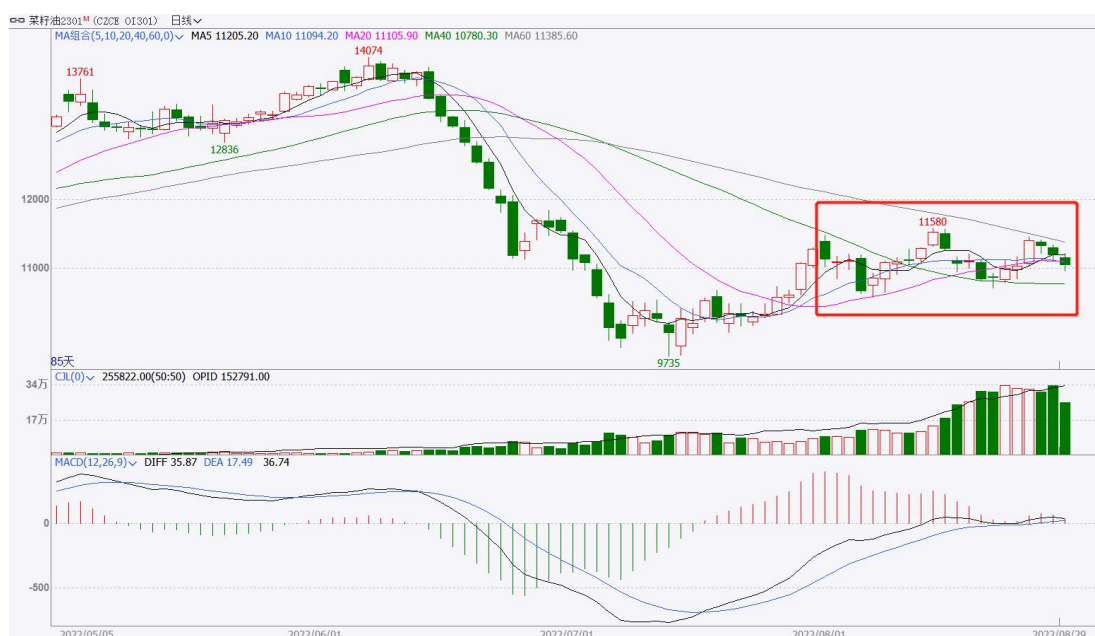 菜籽油2301ᴹ (CZCE OI301) 日线
MA组合(5,10,20,40,60,0) MA5 11205.20 MA10 11094.20 MA20 11105.90 MA40 10780.30 MA60 11385.60
14074
13761
12836
12000
11580
11000
9735
85天
CJL(0) 255822.00(50:50) OPID 152791.00
34万
17万
MACD(12,26,9) DIFF 35.87 DEA 17.49 36.74
0
-500
2022/05/05 2022/06/01 2022/07/01 2022/08/01 2022/08/29